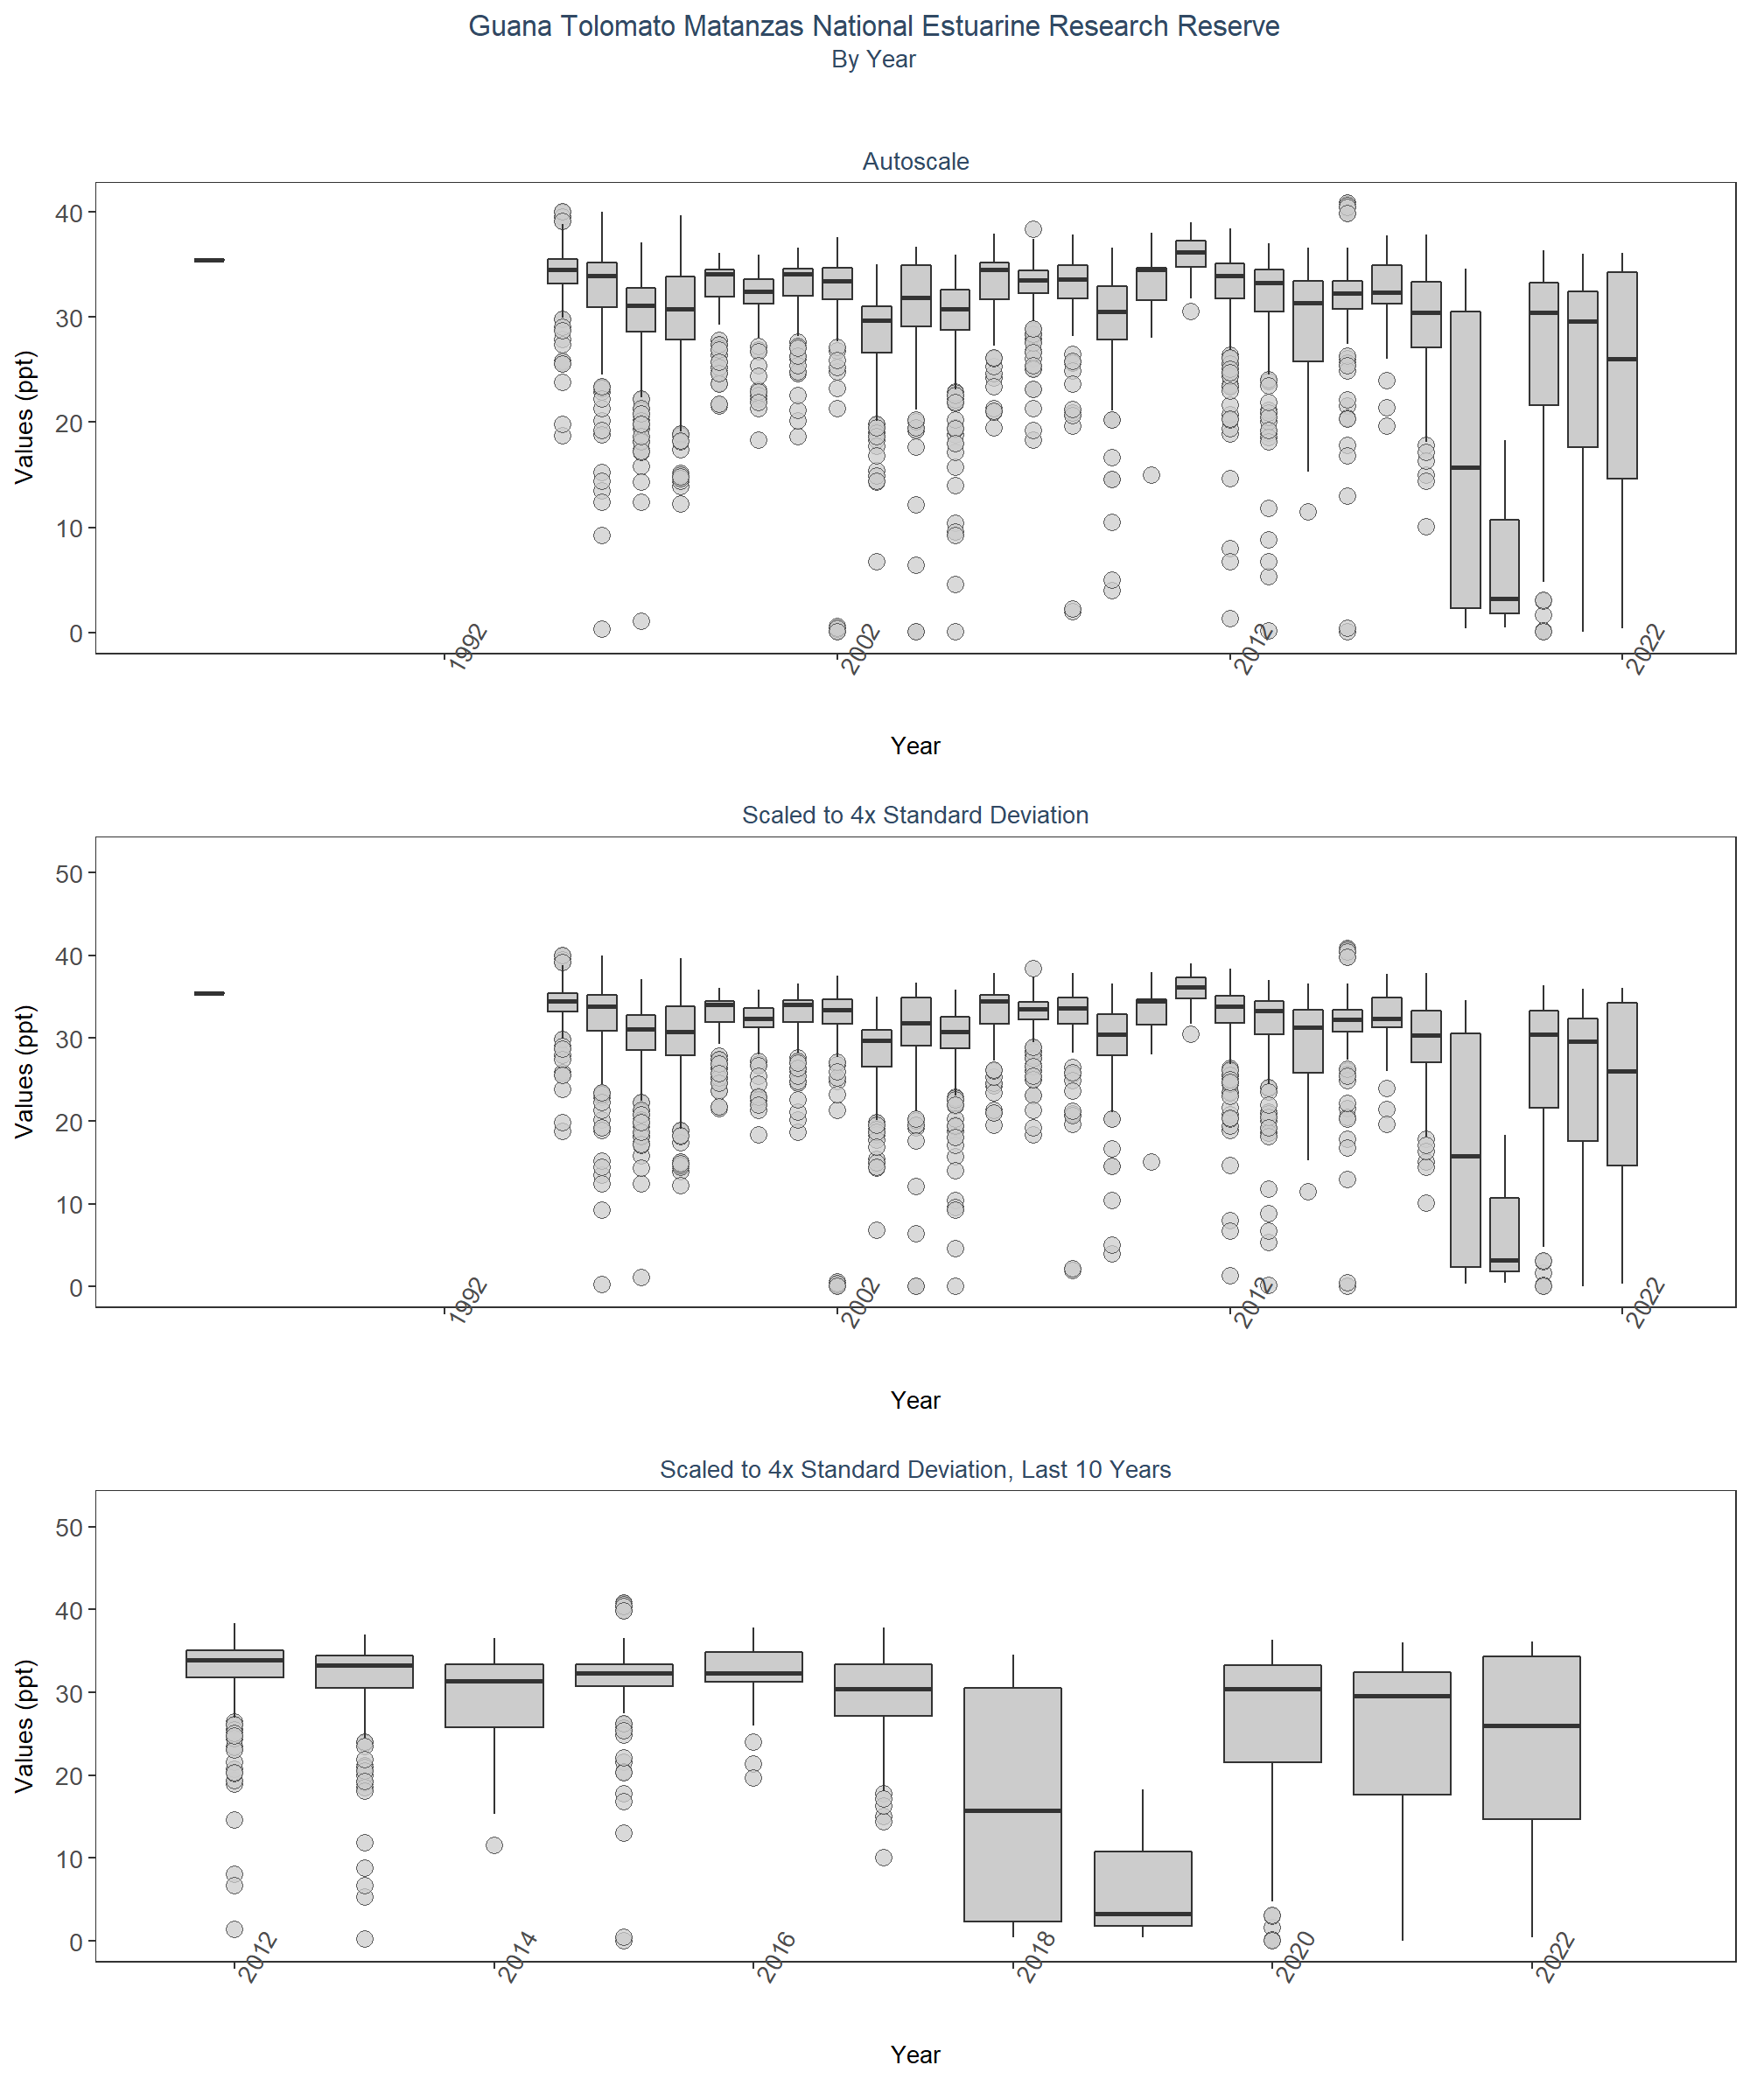 Guana Tolomato Matanzas National Estuarine Research Reserve
By Year
Autoscale
Values (ppt)
40
30
20
10
0
1992
2002
2012
2022
Year
Scaled to 4x Standard Deviation
Values (ppt)
50
40
30
20
10
0
1992
2002
2012
2022
Year
Scaled to 4x Standard Deviation, Last 10 Years
Values (ppt)
50
40
30
20
10
0
2012
2014
2016
2018
2020
2022
Year